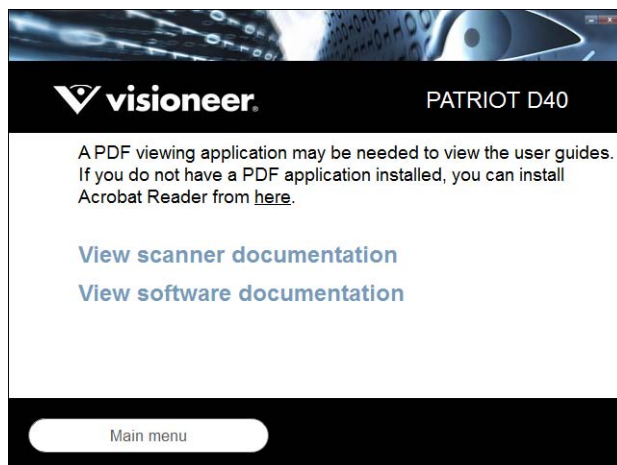 visioneer.
PATRIOT D40
A PDF viewing application may be needed to view the user guides.
If you do not have a PDF application installed, you can install
Acrobat Reader from here.
View scanner documentation
View software documentation
Main menu